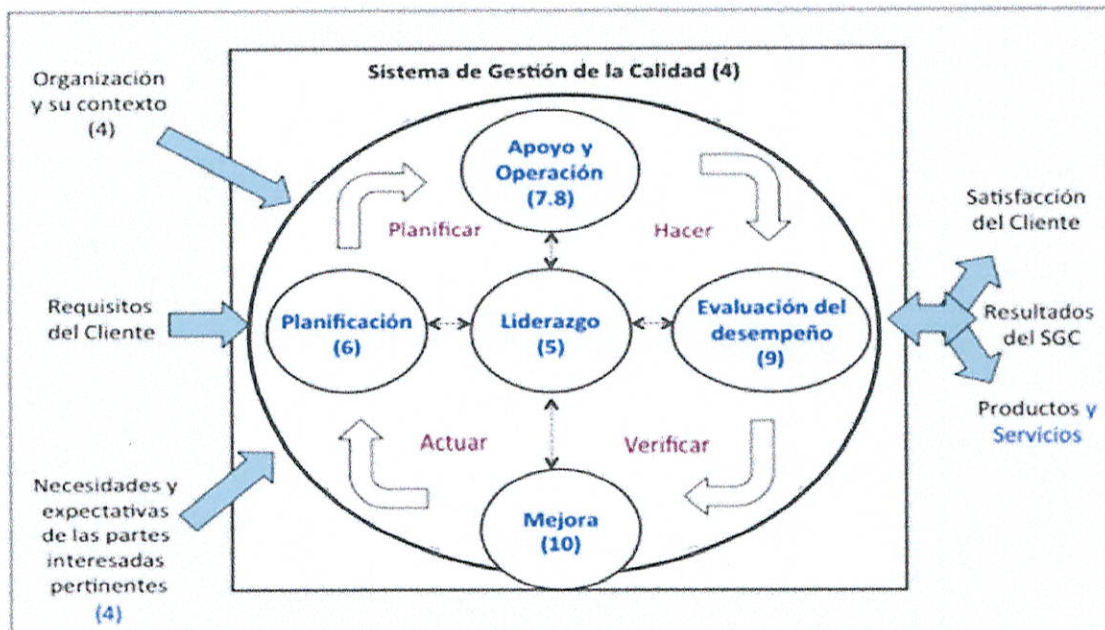 Sistema de Gestión de la Calidad (4)
Organización
y su contexto
(4)
Requisitos
del Cliente
Necesidades y
expectativas
de las partes
interesadas
pertinentes
(4)
Apoyo y
Operación
(7.8)
Planificar
Hacer
Planificación
(6)
Liderazgo
(5)
Evaluación del
desempeño
(9)
Actuar
Verificar
Mejora
(10)
Satisfacción
del Cliente
Resultados
del SGC
Productos y
Servicios